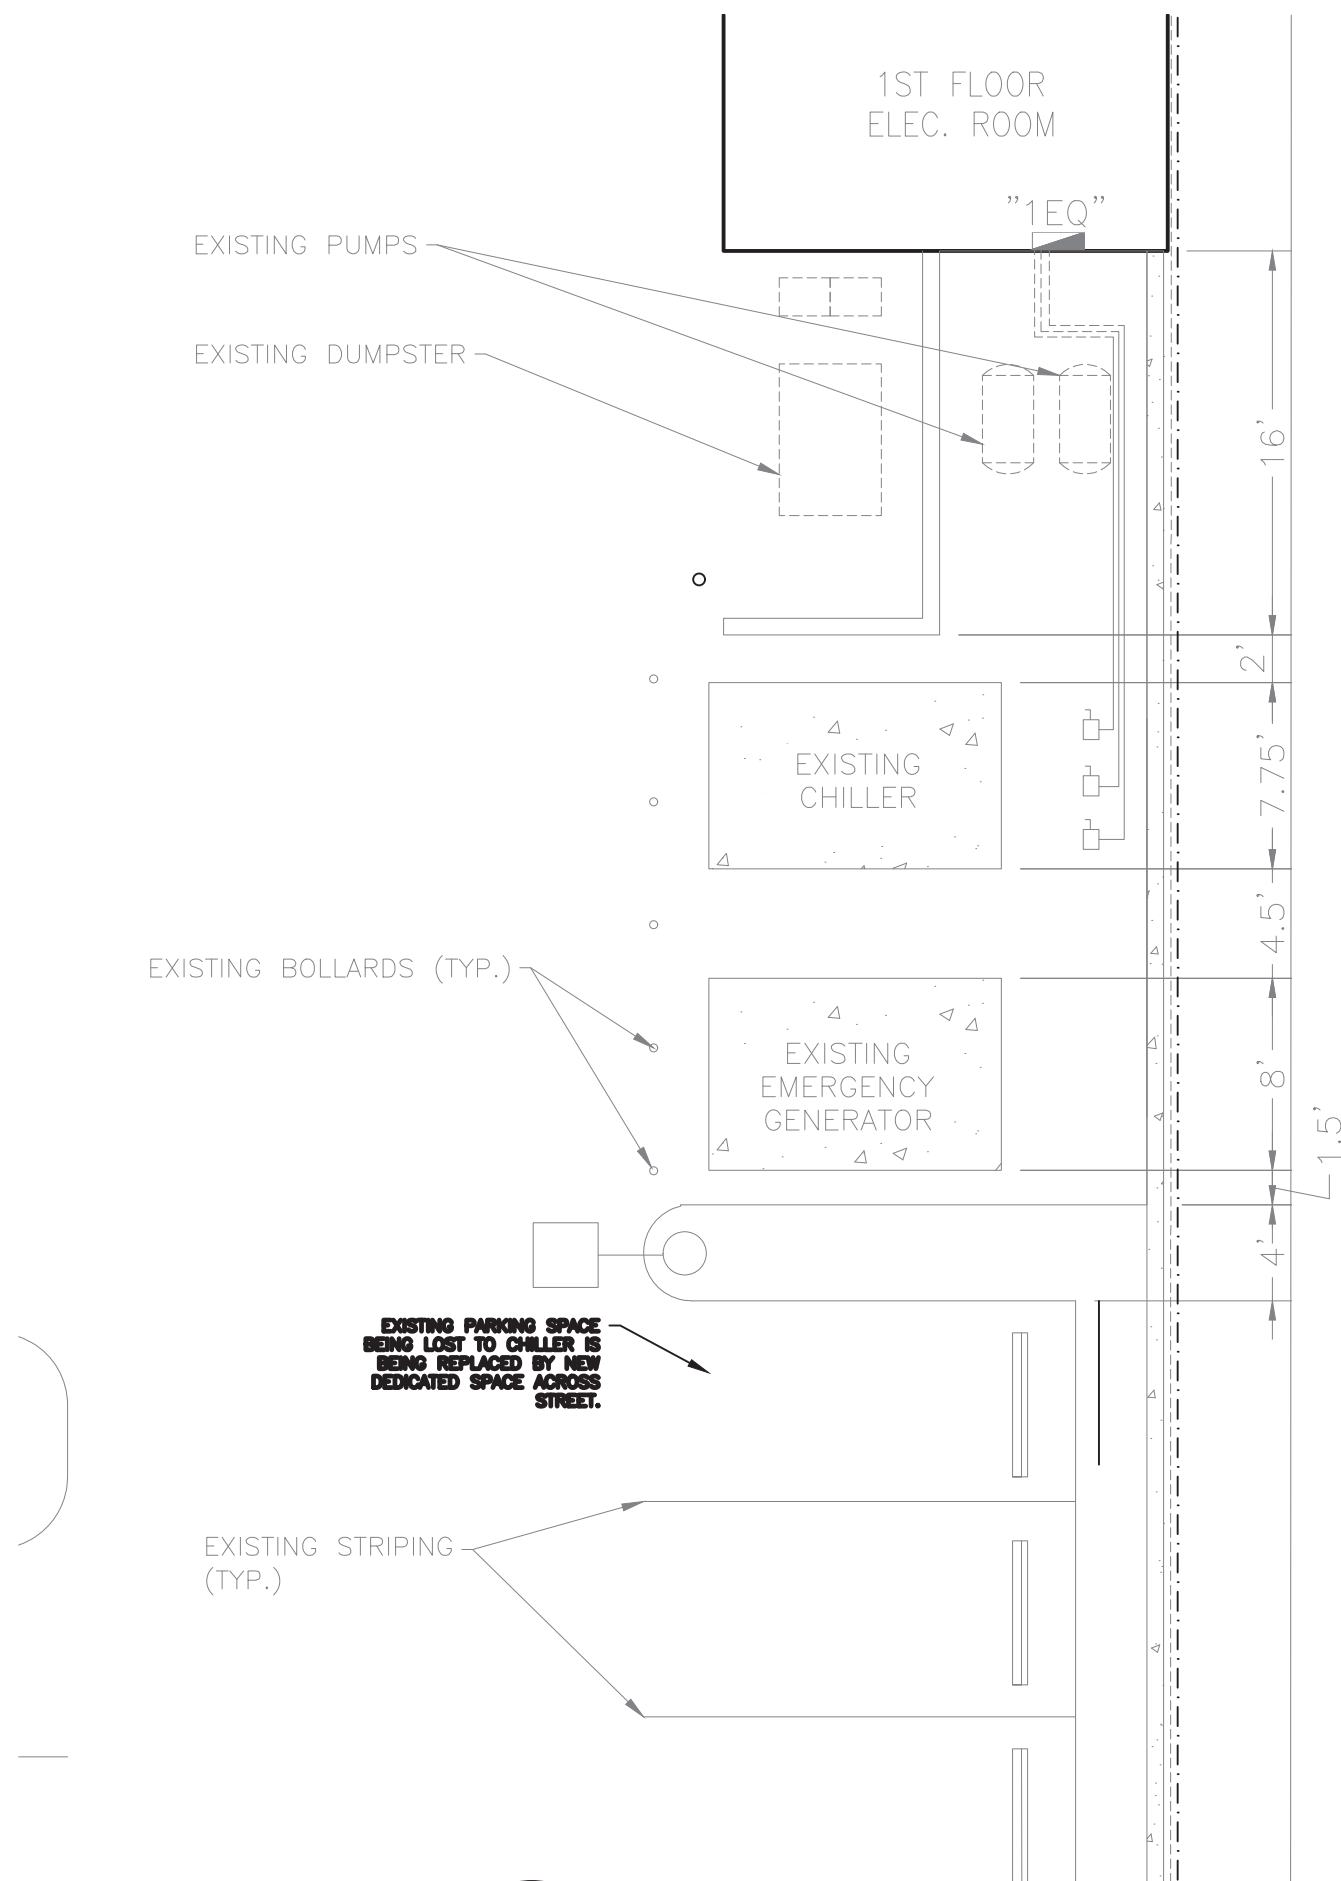 1ST FLOOR
ELEC. ROOM
"1EQ"
EXISTING PUMPS
EXISTING DUMPSTER
16'
2'
EXISTING
CHILLER
7.75'
4.5'
EXISTING BOLLARDS (TYP.)
EXISTING
EMERGENCY
GENERATOR
8'
1.5'
4'
EXISTING PARKING SPACE
BEING LOST TO CHILLER IS
BEING REPLACED BY NEW
DEDICATED SPACE ACROSS
STREET.
EXISTING STRIPING
(TYP.)